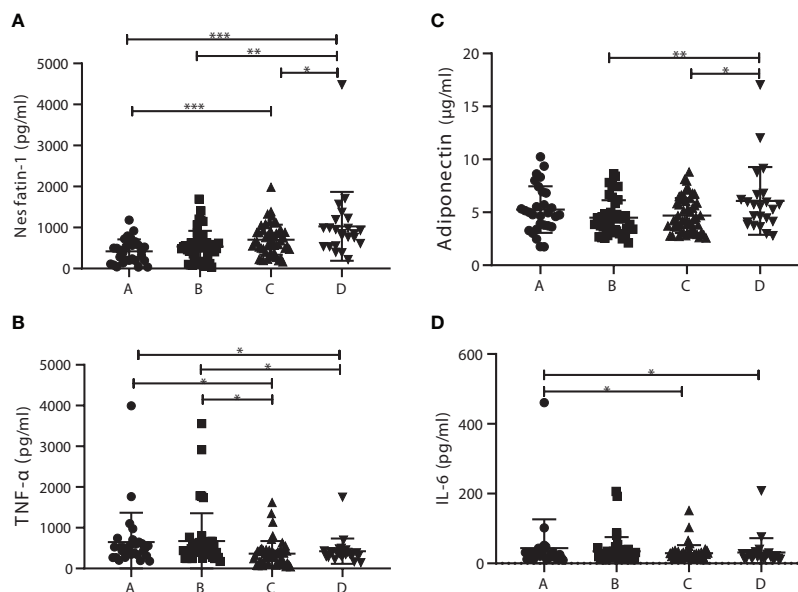 A
***
**
*
***
Nesfatin-1 (pg/ml)
5000
4000
3000
2000
1000
0
A B C D
C
**
*
Adiponectin (μg/ml)
20
15
10
5
0
A B C D
B
*
*
*
*
TNF-α (pg/ml)
5000
4000
3000
2000
1000
0
A B C D
D
*
*
IL-6 (pg/ml)
600
400
200
0
A B C D